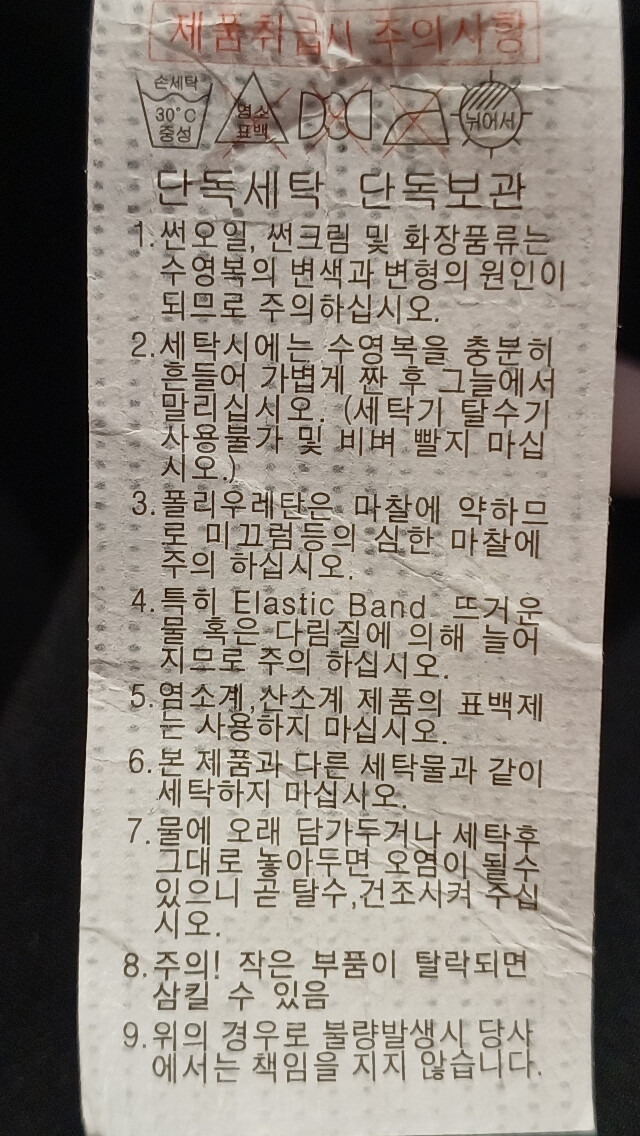 제품취급시 주의사항
손세탁
30°C
중성
염소
표백
뉘어서
단독세탁 단독보관
1.썬오일, 썬크림 및 화장품류는
수영복의 변색과 변형의 원인이
되므로 주의하십시오.
2.세탁시에는 수영복을 충분히
흔들어 가볍게 짠 후 그늘에서
말리십시오. (세탁기 탈수기
사용불가 및 비벼 빨지 마십
시오.)
3.폴리우레탄은 마찰에 약하므
로 미끄럼등의 심한 마찰에
주의 하십시오.
4.특히 Elastic Band 뜨거운
물 혹은 다림질에 의해 늘어
지므로 주의 하십시오.
5.염소계,산소계 제품의 표백제
는 사용하지 마십시오.
6.본 제품과 다른 세탁물과 같이
세탁하지 마십시오.
7.물에 오래 담가두거나 세탁후
그대로 놓아두면 오염이 될수
있으니 곧 탈수,건조시켜 주십
시오.
8.주의! 작은 부품이 탈락되면
삼킬 수 있음
9.위의 경우로 불량발생시 당사
에서는 책임을 지지 않습니다.